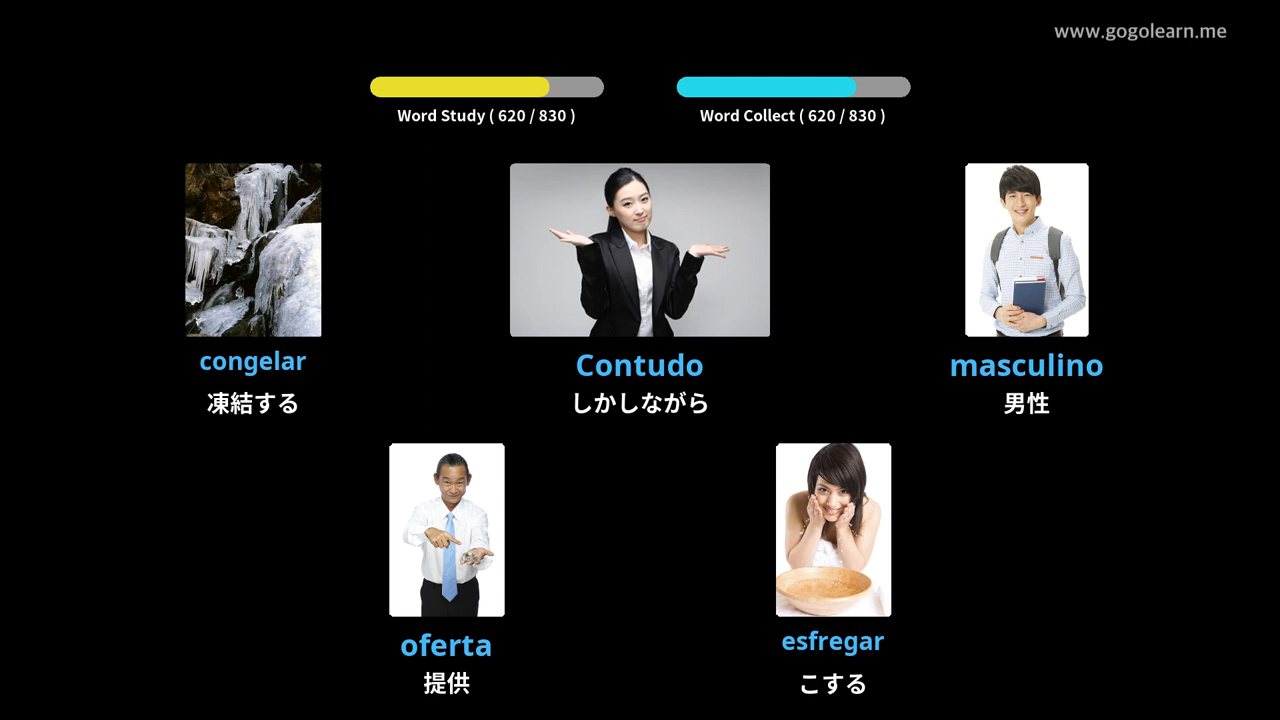 www.gogolearn.me
Word Study ( 620 / 830 )
Word Collect ( 620 / 830 )
congelar
凍結する
Contudo
しかしながら
masculino
男性
oferta
提供
esfregar
こする